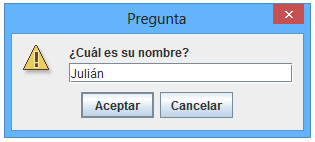 Pregunta
¿Cuál es su nombre?
Julián
Aceptar
Cancelar